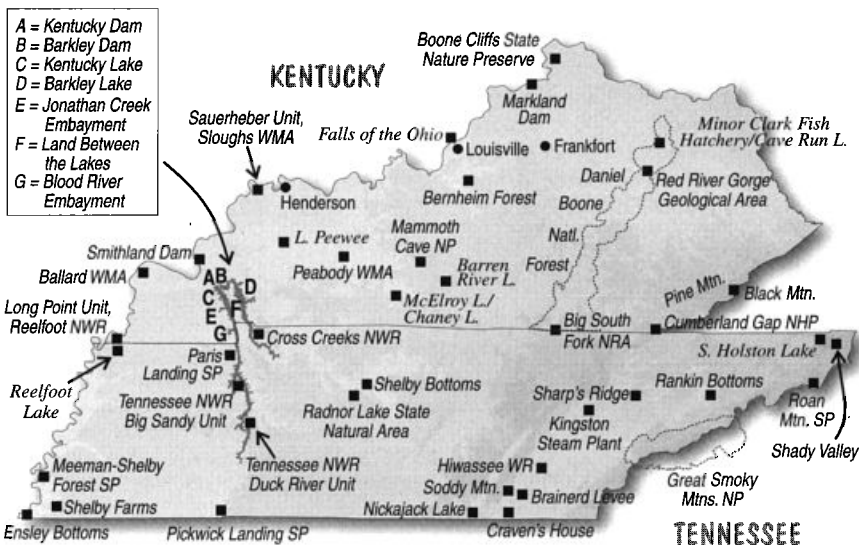 A = Kentucky Dam
B = Barkley Dam
C = Kentucky Lake
D = Barkley Lake
E = Jonathan Creek
Embayment
F = Land Between
the Lakes
G = Blood River
Embayment
KENTUCKY
Boone Cliffs State
Nature Preserve
Markland
Dam
Sauerheber Unit,
Sloughs WMA
Falls of the Ohio
Louisville
Frankfort
Minor Clark Fish
Hatchery/Cave Run L.
Daniel
Boone
Natl.
Forest
Red River Gorge
Geological Area
Henderson
Bernheim Forest
L. Peewee
Mammoth
Cave NP
Smithland Dam
Peabody WMA
Barren
River L.
Ballard WMA
A
B
C
D
E
F
G
McElroy L./
Chaney L.
Pine Mtn.
Black Mtn.
Long Point Unit,
Reelfoot NWR
Cross Creeks NWR
Big South
Fork NRA
Cumberland Gap NHP
S. Holston Lake
Paris
Landing SP
Reelfoot
Lake
Tennessee NWR
Big Sandy Unit
Shelby Bottoms
Radnor Lake State
Natural Area
Sharp's Ridge
Rankin Bottoms
Kingston
Steam Plant
Roan
Mtn. SP
Shady Valley
Meeman-Shelby
Forest SP
Tennessee NWR
Duck River Unit
Hiwassee WR
Great Smoky
Mtns. NP
Soddy Mtn.
Brainerd Levee
Shelby Farms
Nickajack Lake
Ensley Bottoms
Pickwick Landing SP
Craven's House
TENNESSEE